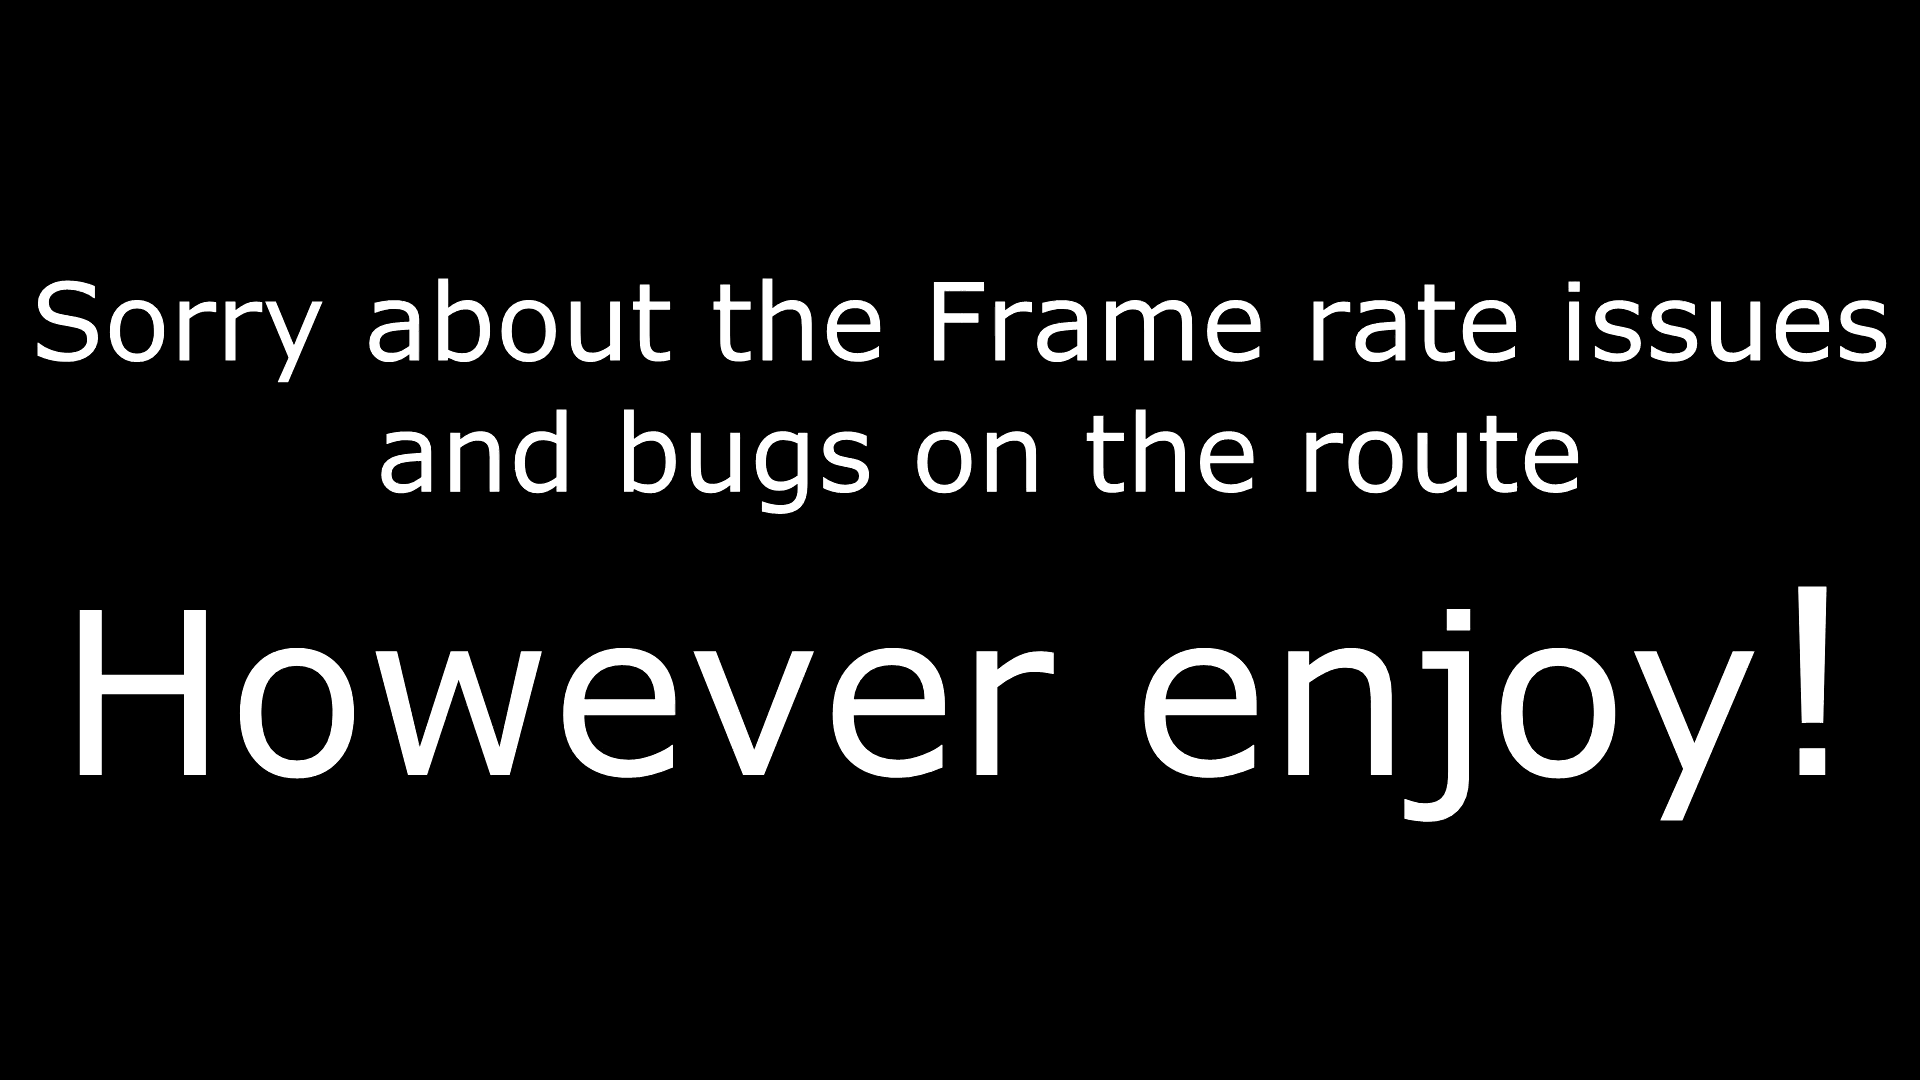 Sorry about the Frame rate issues
and bugs on the route
However enjoy!